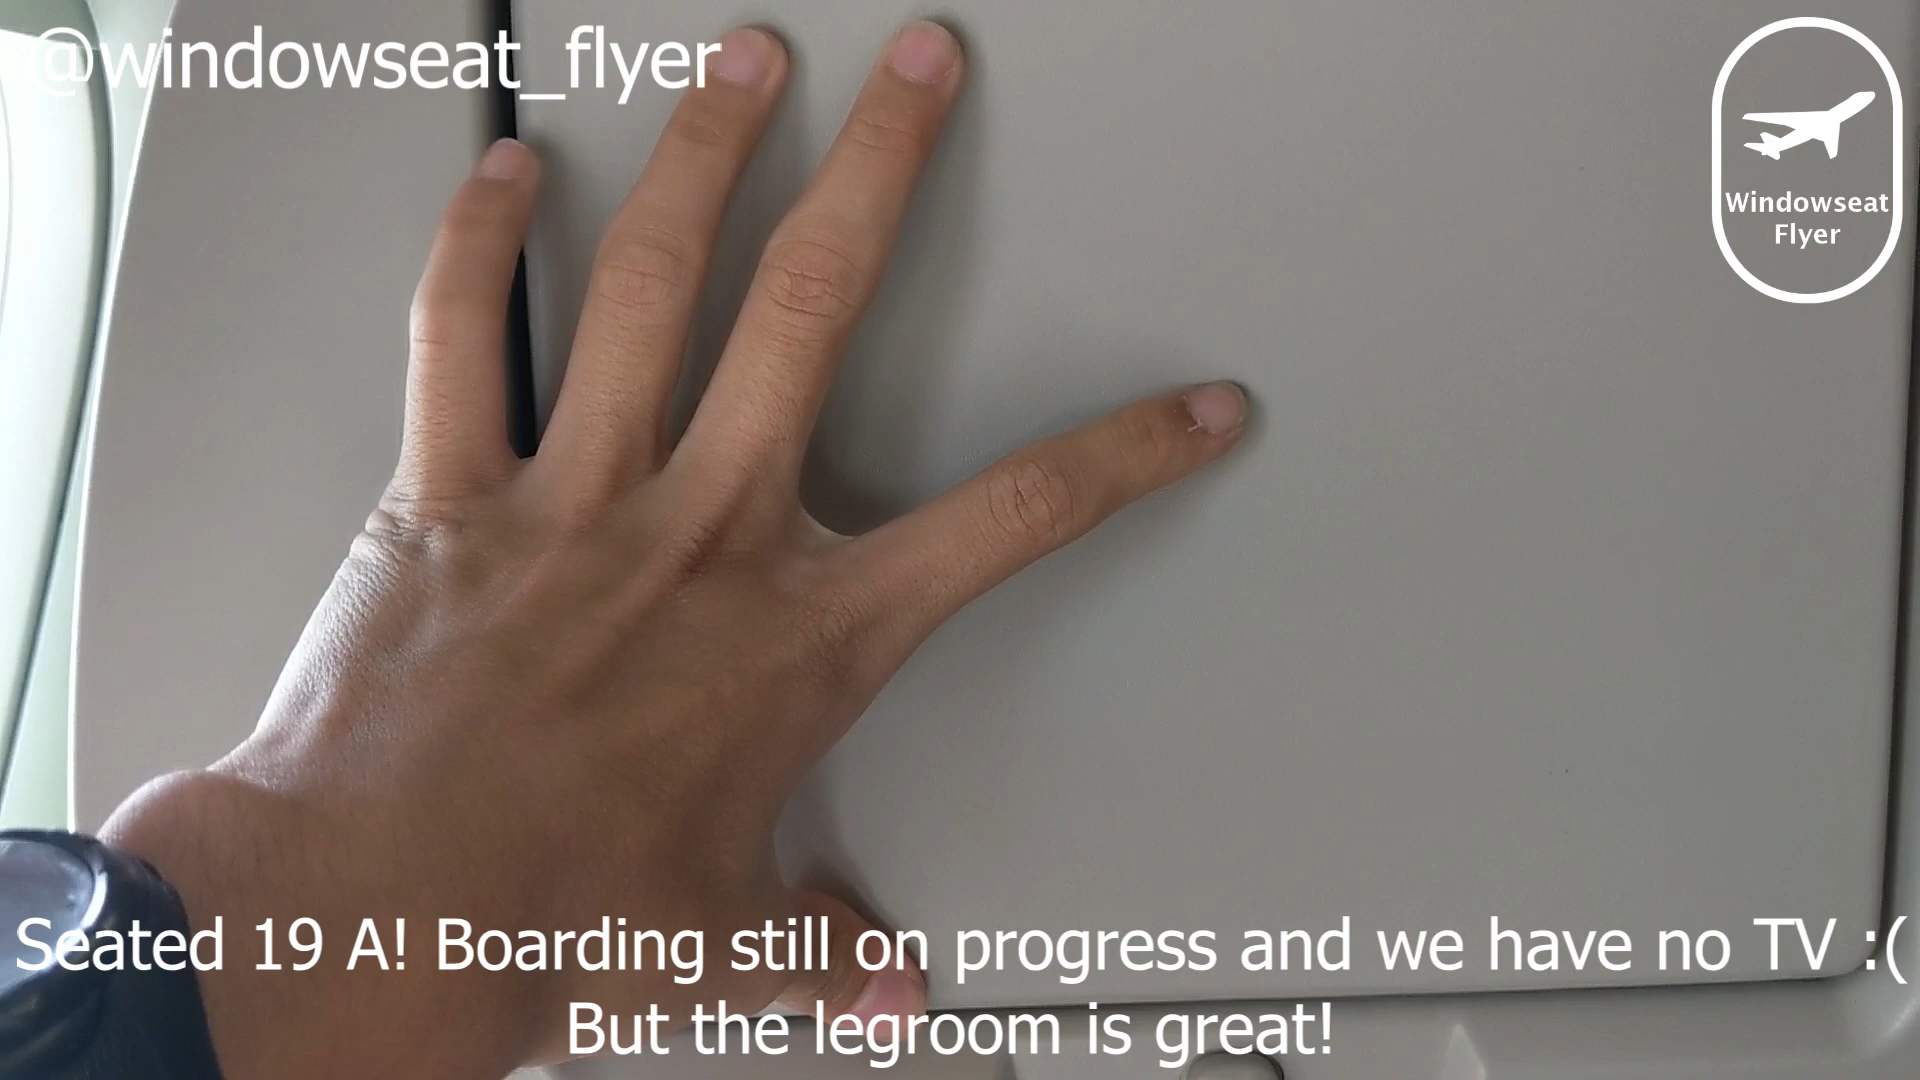 @windowseat_flyer
Windowseat
Flyer
Seated 19 A! Boarding still on progress and we have no TV :(
But the legroom is great!